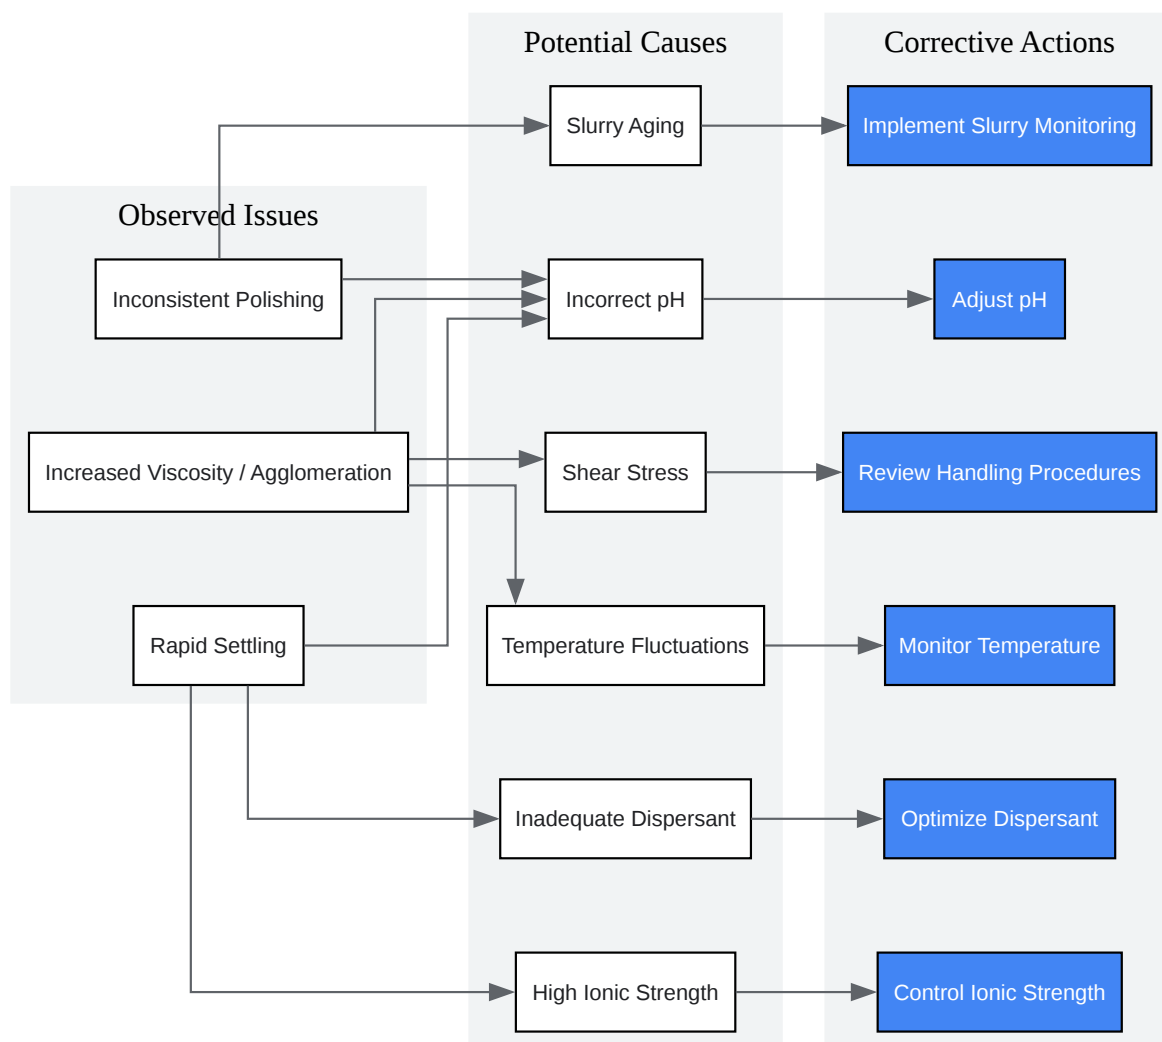 Potential Causes
Corrective Actions
Slurry Aging
Implement Slurry Monitoring
Observed Issues
Inconsistent Polishing
Incorrect pH
Adjust pH
Increased Viscosity / Agglomeration
Shear Stress
Review Handling Procedures
Rapid Settling
Temperature Fluctuations
Monitor Temperature
Inadequate Dispersant
Optimize Dispersant
High Ionic Strength
Control Ionic Strength